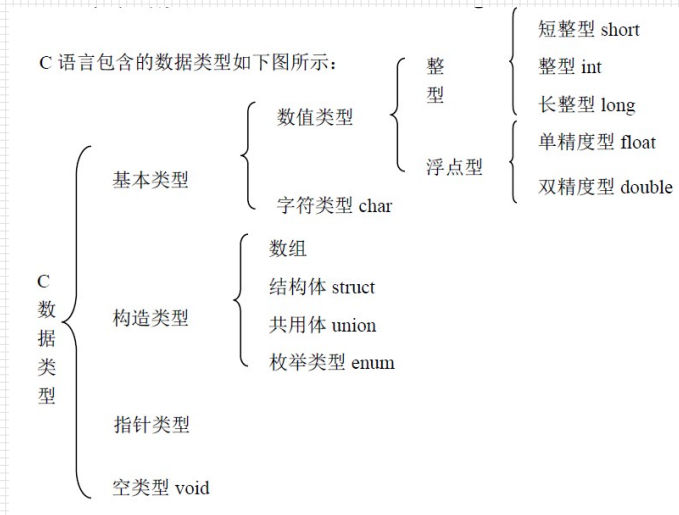 C 语言包含的数据类型如下图所示：
短整型 short
整型 int
长整型 long
整型
单精度型 float
双精度型 double
浮点型
数值类型
字符类型 char
基本类型
数组
结构体 struct
共用体 union
枚举类型 enum
构造类型
C数据类型
指针类型
空类型 void